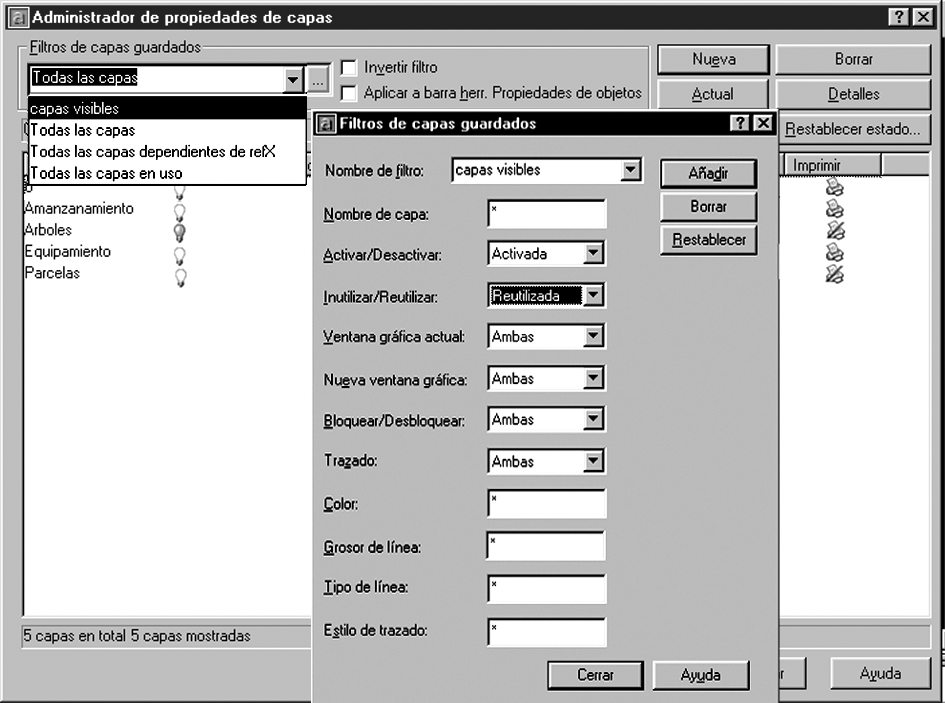 Administrador de propiedades de capas
Filtros de capas guardados
Todas las capas
...
Invertir filtro
Aplicar a barra herr. Propiedades de objetos
Nueva
Borrar
Actual
Detalles
Restablecer estado...
capas visibles
Todas las capas
Todas las capas dependientes de refX
Todas las capas en uso
Imprimir
0
Amanzanamiento
Arboles
Equipamiento
Parcelas
5 capas en total 5 capas mostradas
Ayuda
Filtros de capas guardados
Nombre de filtro: capas visibles
Añadir
Borrar
Restablecer
Nombre de capa: *
Activar/Desactivar: Activada
Inutilizar/Reutilizar: Reutilizada
Ventana gráfica actual: Ambas
Nueva ventana gráfica: Ambas
Bloquear/Desbloquear: Ambas
Trazado: Ambas
Color: *
Grosor de línea: *
Tipo de línea: *
Estilo de trazado: *
Cerrar
Ayuda